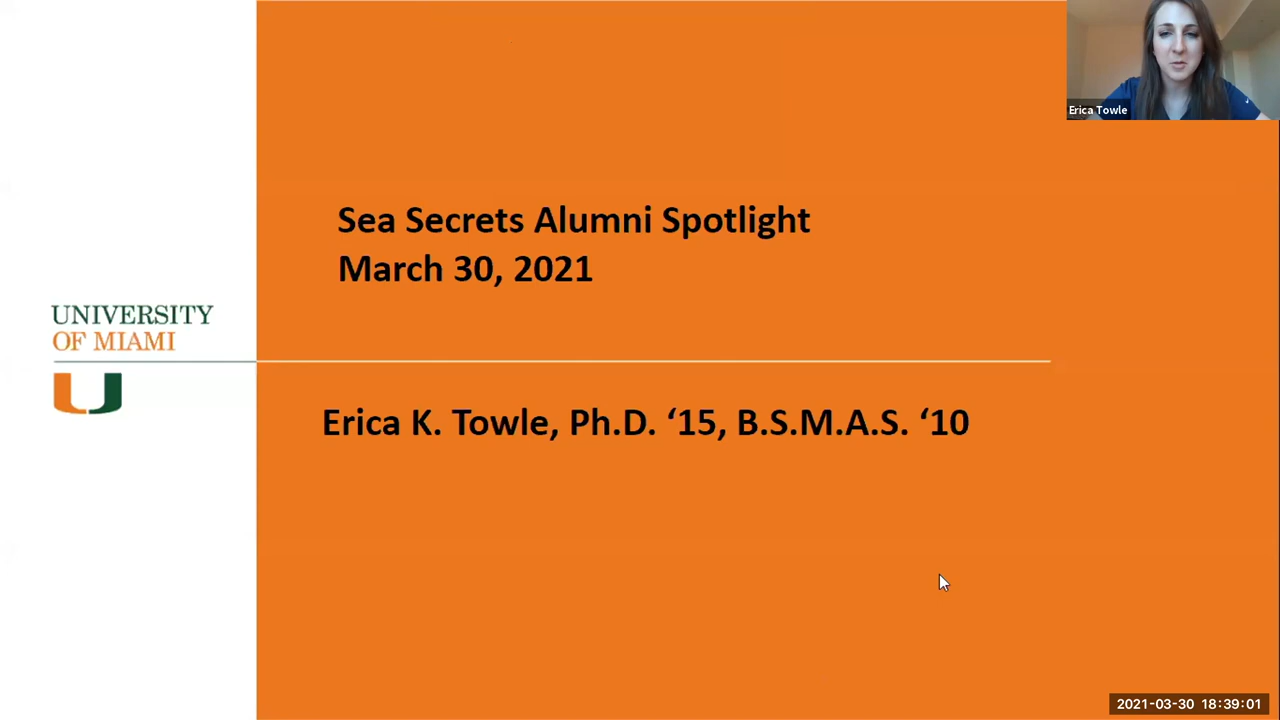 Erica Towle
Sea Secrets Alumni Spotlight
March 30, 2021
UNIVERSITY
OF MIAMI
Erica K. Towle, Ph.D. ‘15, B.S.M.A.S. ‘10
2021-03-30 18:39:01